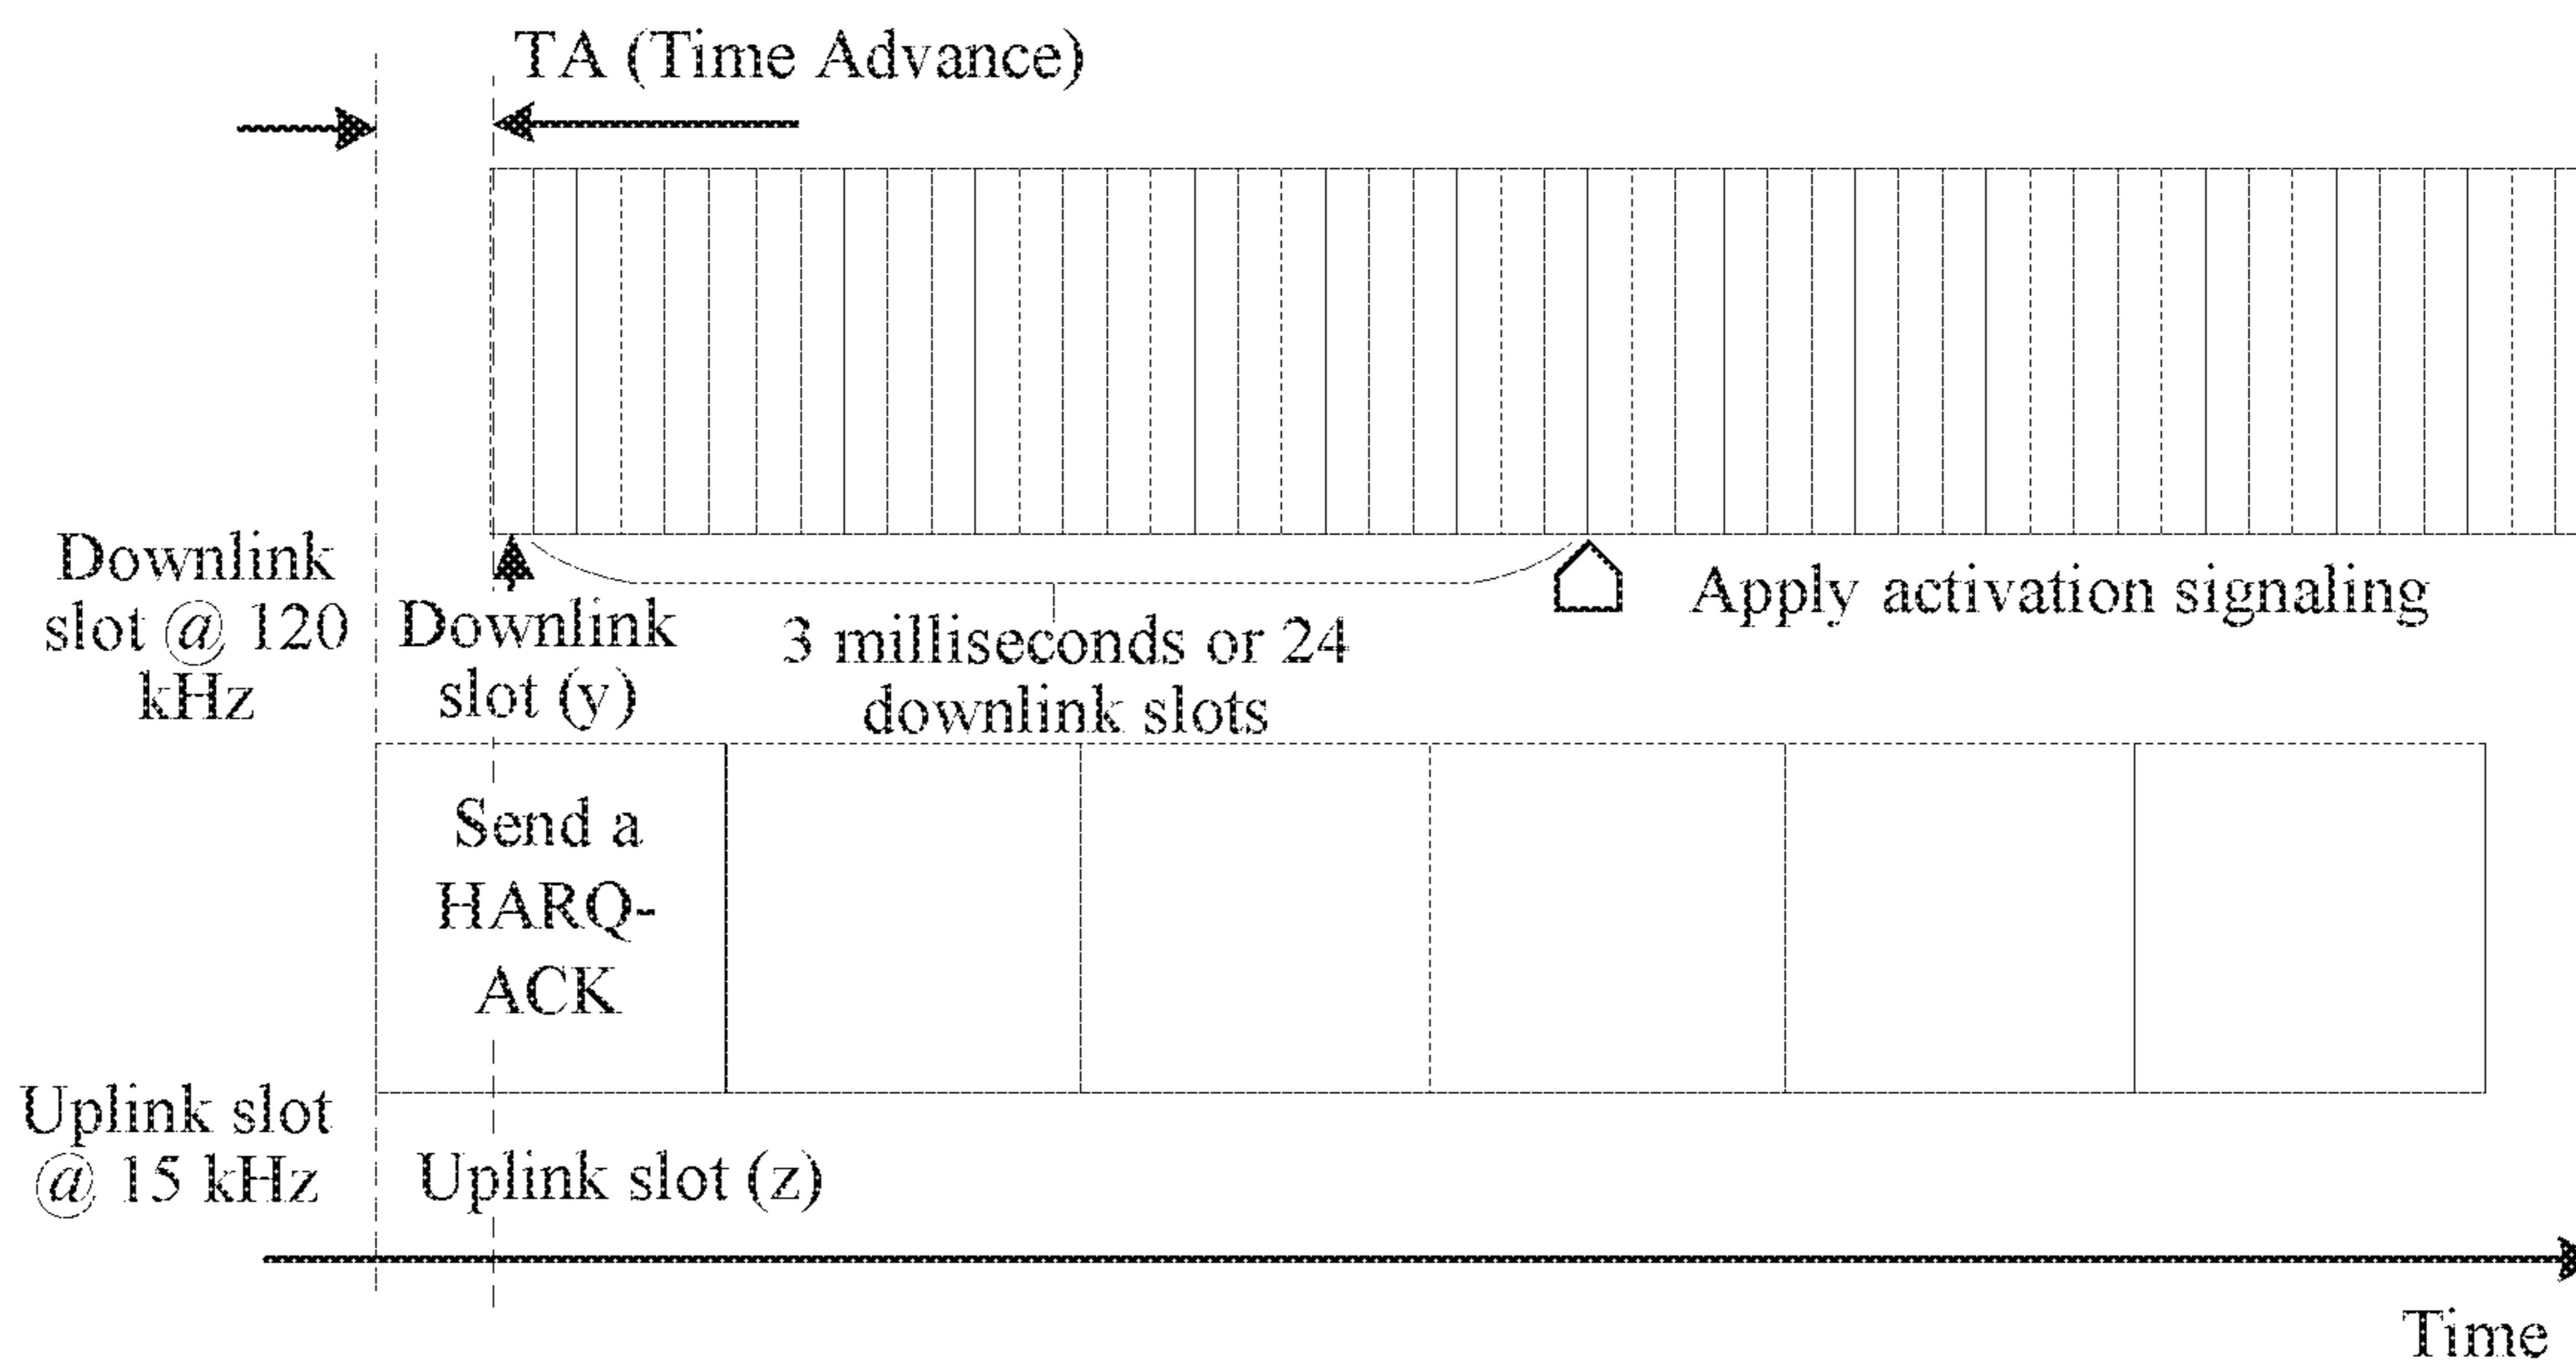 TA (Time Advance)
Downlink
slot @ 120
kHz
Downlink
slot (y)
3 milliseconds or 24
downlink slots
Apply activation signaling
Send a
HARQ-
ACK
Uplink slot
@ 15 kHz
Uplink slot (z)
Time